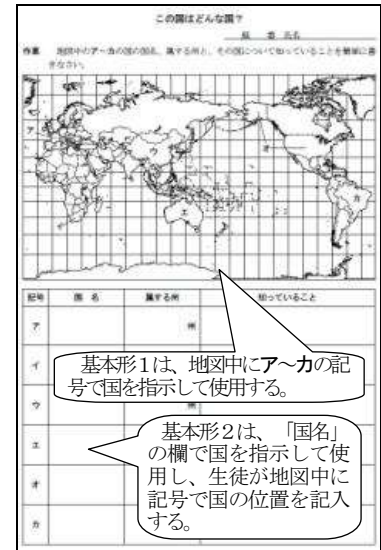 この国はどんな国?
組 番 氏名
作業 地図中のア~カの国の国名、属する州と、その国について知っていることを簡単に書
きなさい。
ア
ウ
エ
オ
カ
記号 国 名 属する州 知っていること
ア 州
イ
ウ 州
エ
オ
カ
基本形1は、地図中にア~カの記
号で国を指示して使用する。
基本形2は、「国名」
の欄で国を指示して使
用し、生徒が地図中に
記号で国の位置を記入
する。